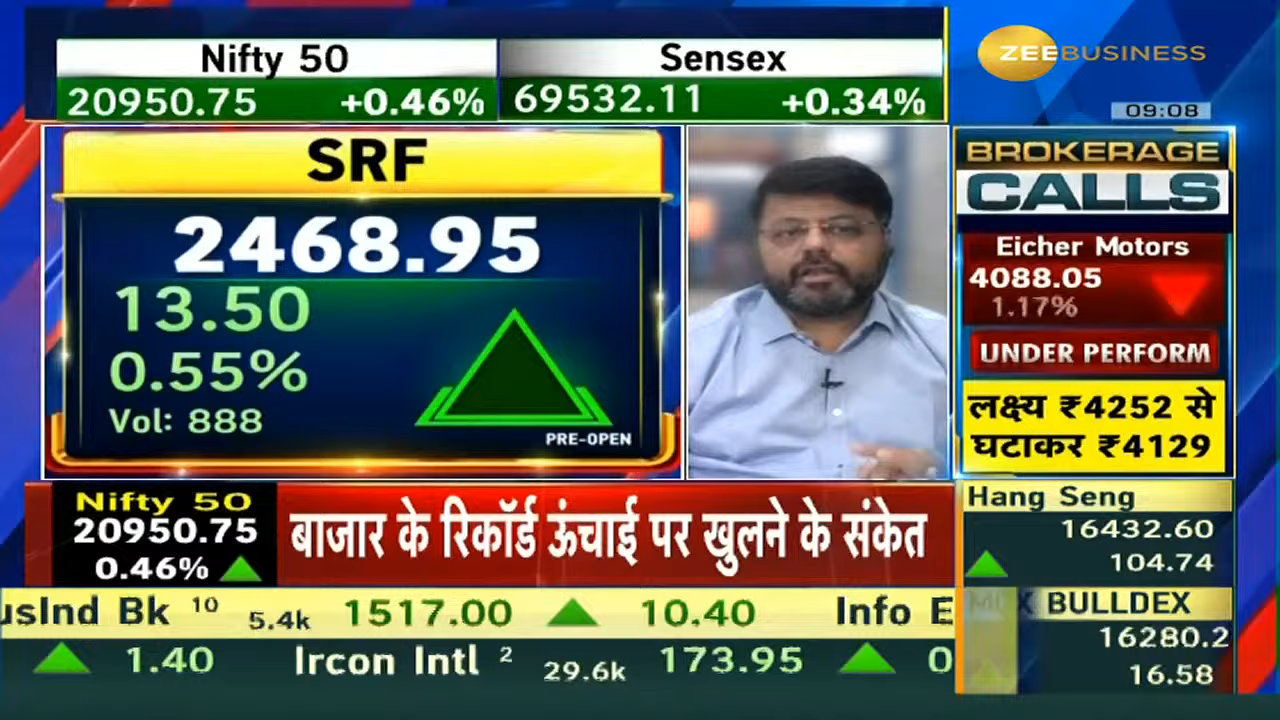 Nifty 50
20950.75 +0.46%
Sensex
69532.11 +0.34%
ZEEBUSINESS
09:08
SRF
2468.95
13.50
0.55%
Vol: 888
PRE-OPEN
BROKERAGE
CALLS
Eicher Motors
4088.05
1.17%
UNDER PERFORM
लक्ष्य ₹4252 से
घटाकर ₹4129
Nifty 50
20950.75
0.46%
बाजार के रिकॉर्ड ऊंचाई पर खुलने के संकेत
Hang Seng
16432.60
104.74
usInd Bk 10 5.4k 1517.00 10.40 Info E
1.40 Ircon Intl 2 29.6k 173.95 0
X BULLDEX
16280.2
16.58